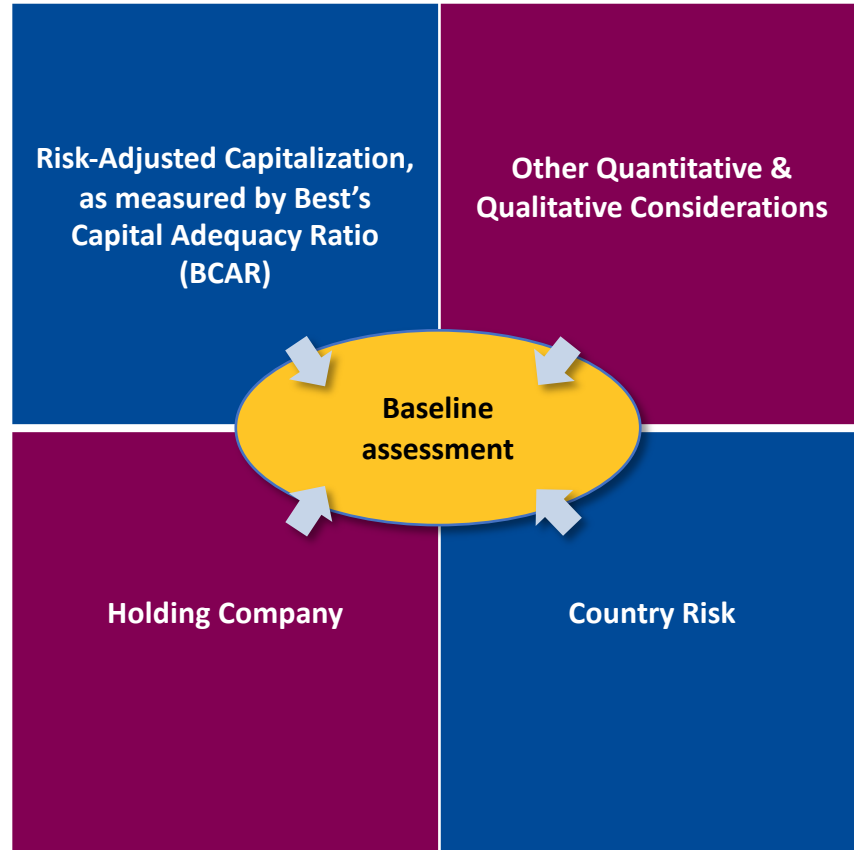 Risk-Adjusted Capitalization,
as measured by Best’s
Capital Adequacy Ratio
(BCAR)
Other Quantitative &
Qualitative Considerations
Baseline
assessment
Holding Company
Country Risk